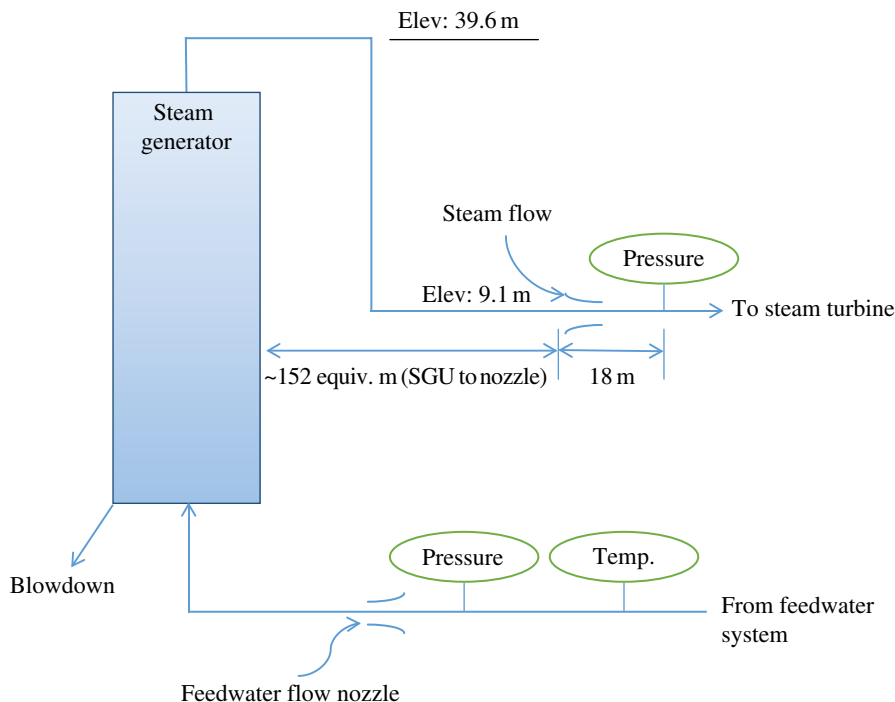 Elev: 39.6 m
Steam
generator
Steam flow
Pressure
Elev: 9.1 m
To steam turbine
~152 equiv. m (SGU to nozzle)
18 m
Pressure
Temp.
Blowdown
From feedwater
system
Feedwater flow nozzle